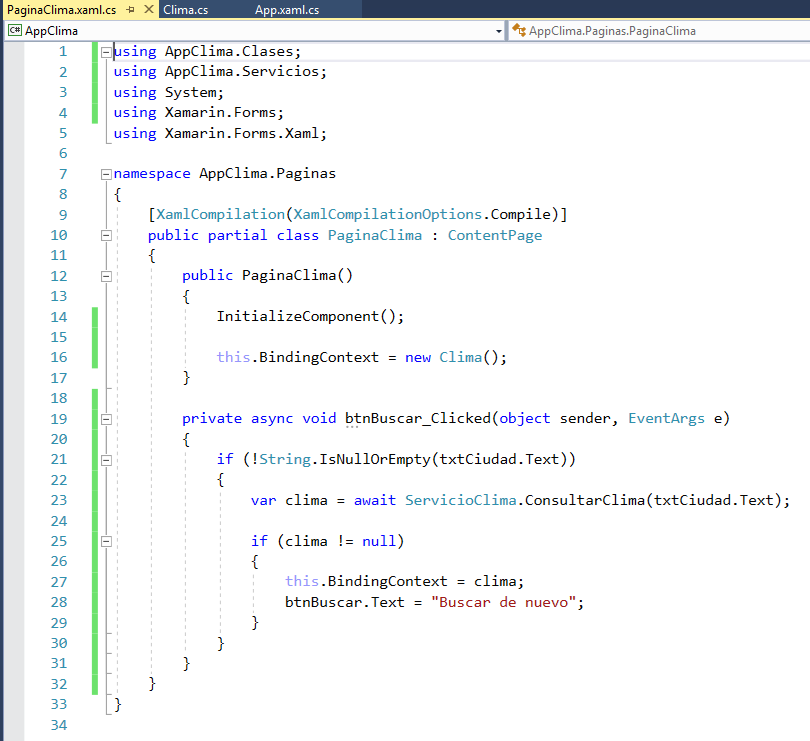 PaginaClima.xaml.cs Clima.cs App.xaml.cs
C# AppClima AppClima.Paginas.PaginaClima
1 using AppClima.Clases;
2 using AppClima.Servicios;
3 using System;
4 using Xamarin.Forms;
5 using Xamarin.Forms.Xaml;
6
7 namespace AppClima.Paginas
8 {
9     [XamlCompilation(XamlCompilationOptions.Compile)]
10     public partial class PaginaClima : ContentPage
11     {
12         public PaginaClima()
13         {
14             InitializeComponent();
15
16             this.BindingContext = new Clima();
17         }
18
19         private async void btnBuscar_Clicked(object sender, EventArgs e)
20         {
21             if (!String.IsNullOrEmpty(txtCiudad.Text))
22             {
23                 var clima = await ServicioClima.ConsultarClima(txtCiudad.Text);
24
25                 if (clima != null)
26                 {
27                     this.BindingContext = clima;
28                     btnBuscar.Text = "Buscar de nuevo";
29                 }
30             }
31         }
32     }
33 }
34